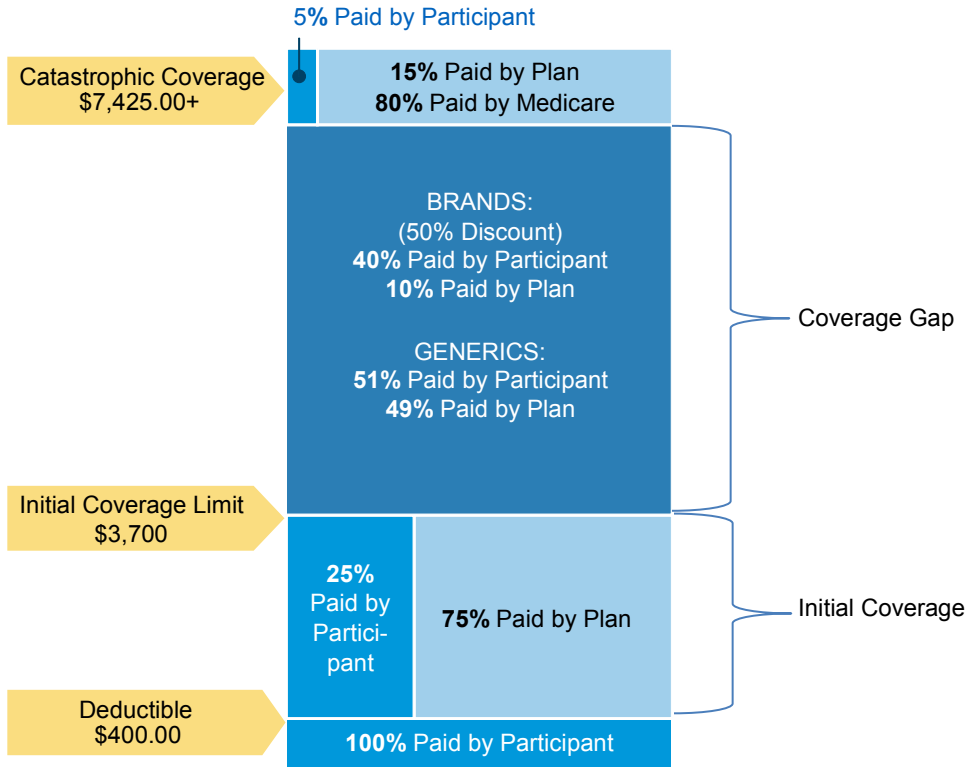 5% Paid by Participant
Catastrophic Coverage
$7,425.00+
15% Paid by Plan
80% Paid by Medicare
BRANDS:
(50% Discount)
40% Paid by Participant
10% Paid by Plan
GENERICS:
51% Paid by Participant
49% Paid by Plan
Coverage Gap
Initial Coverage Limit
$3,700
25%
Paid by
Partici-
pant
75% Paid by Plan
Initial Coverage
Deductible
$400.00
100% Paid by Participant